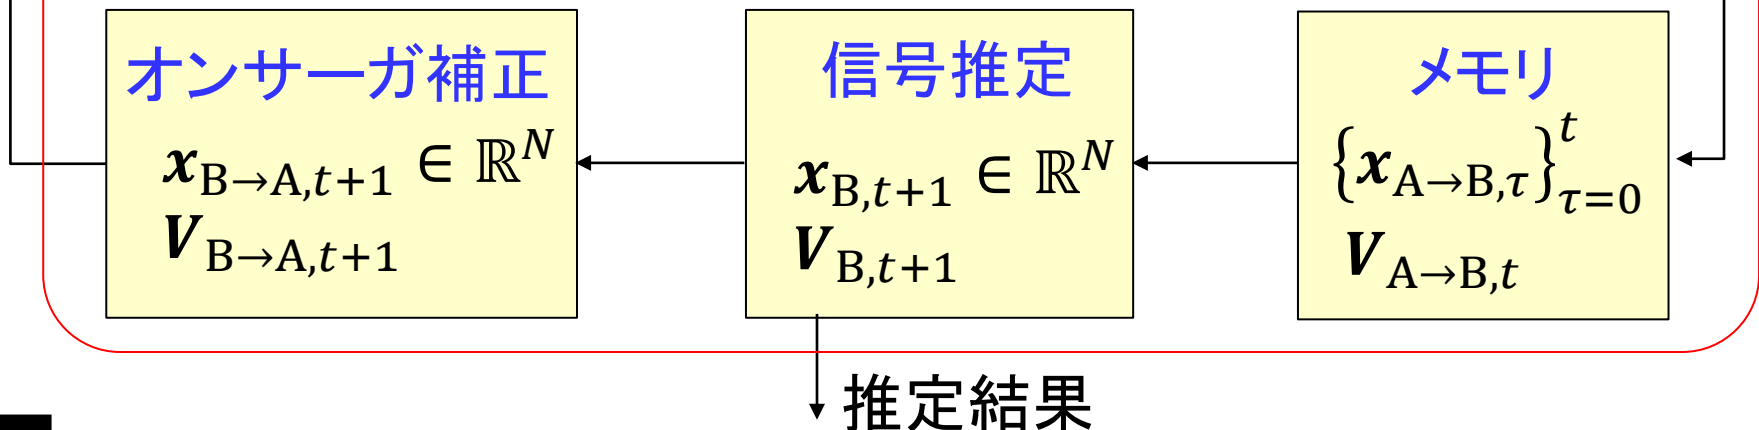 オンサーガ補正
𝒙_{B→A,t+1} ∈ ℝ^N
𝑽_{B→A,t+1}
信号推定
𝒙_{B,t+1} ∈ ℝ^N
𝑽_{B,t+1}
メモリ
{𝒙_{A→B,τ}}_{τ=0}^{t}
𝑽_{A→B,t}
推定結果